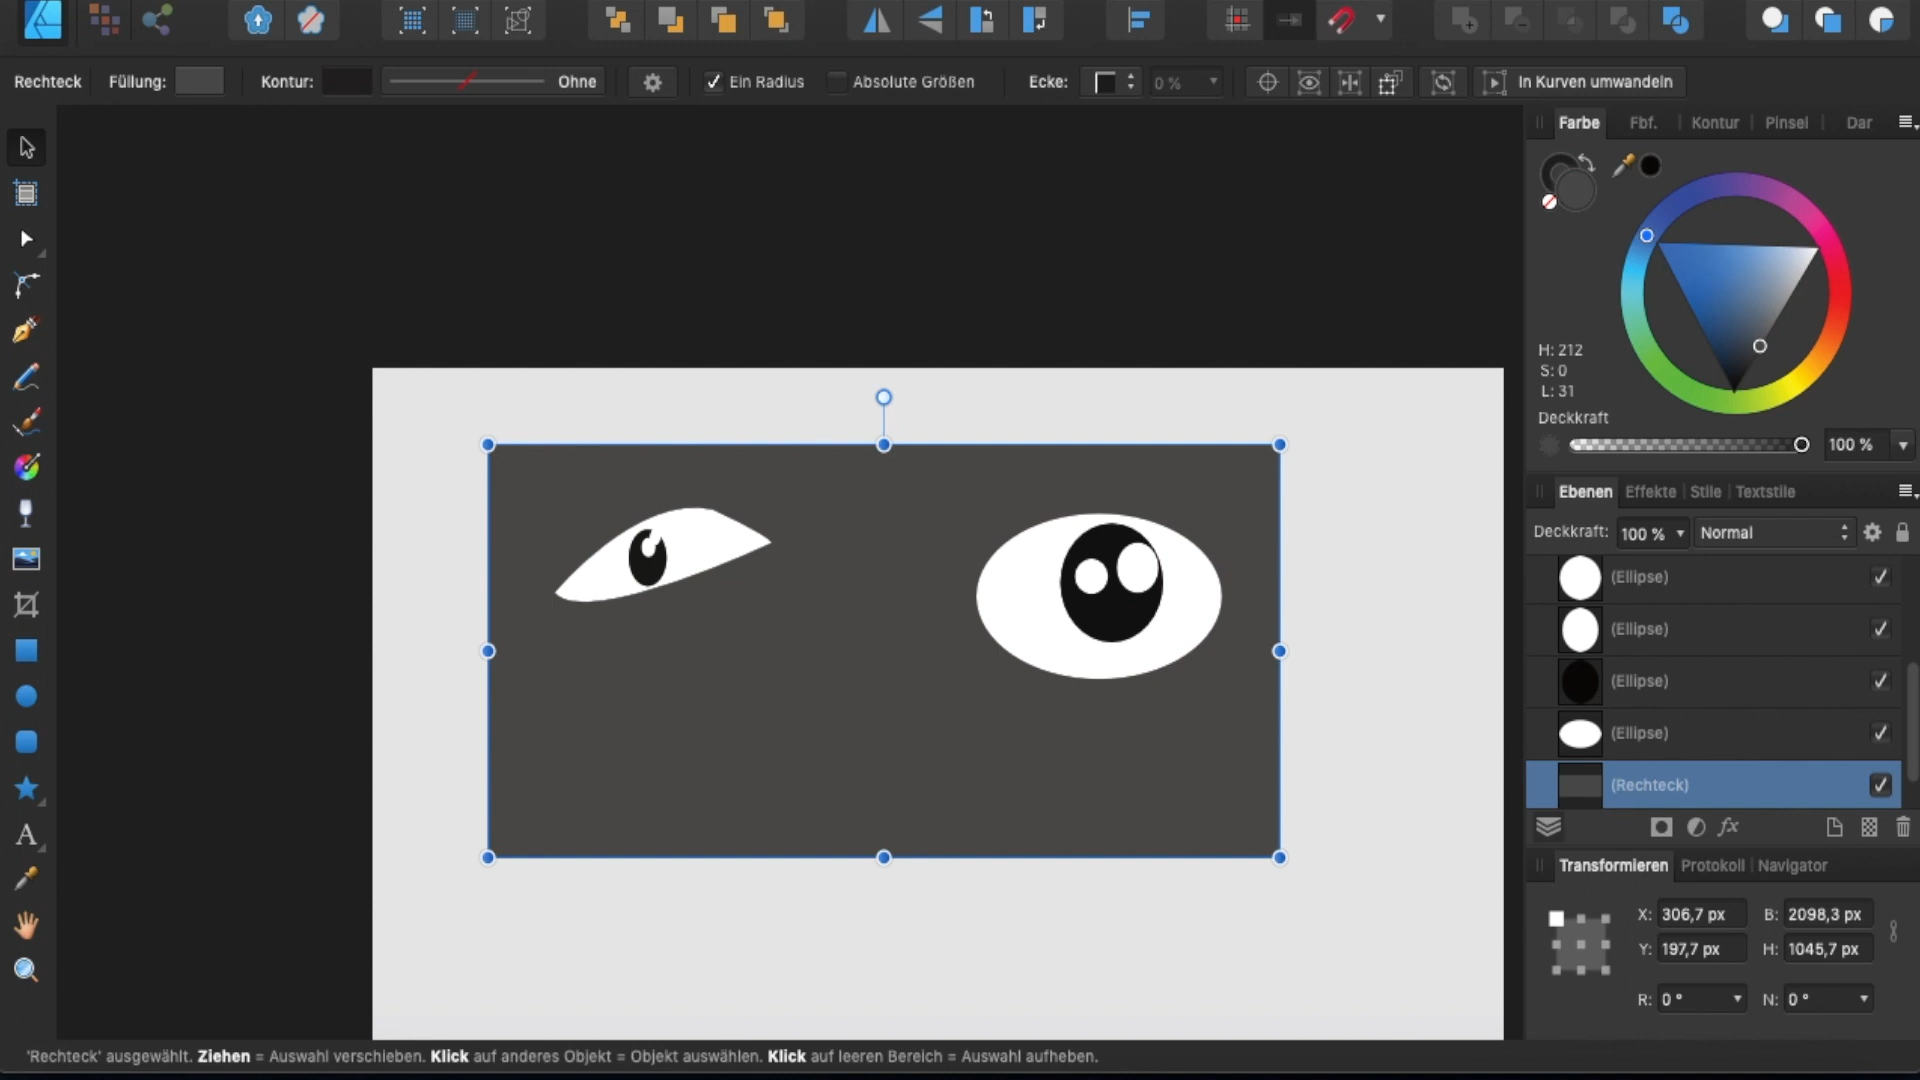 Rechteck Füllung: Kontur: Ohne Ein Radius Absolute Größen Ecke: 0 % In Kurven umwandeln
Farbe Fbf. Kontur Pinsel Dar
H: 212
S: 0
L: 31
Deckkraft
100 %
Ebenen Effekte Stile Textstile
Deckkraft: 100 % Normal
(Ellipse)
(Ellipse)
(Ellipse)
(Ellipse)
(Rechteck)
fx
Transformieren Protokoll Navigator
X: 306,7 px B: 2098,3 px
Y: 197,7 px H: 1045,7 px
R: 0 ° N: 0 °
A
'Rechteck' ausgewählt. Ziehen = Auswahl verschieben. Klick auf anderes Objekt = Objekt auswählen. Klick auf leeren Bereich = Auswahl aufheben.